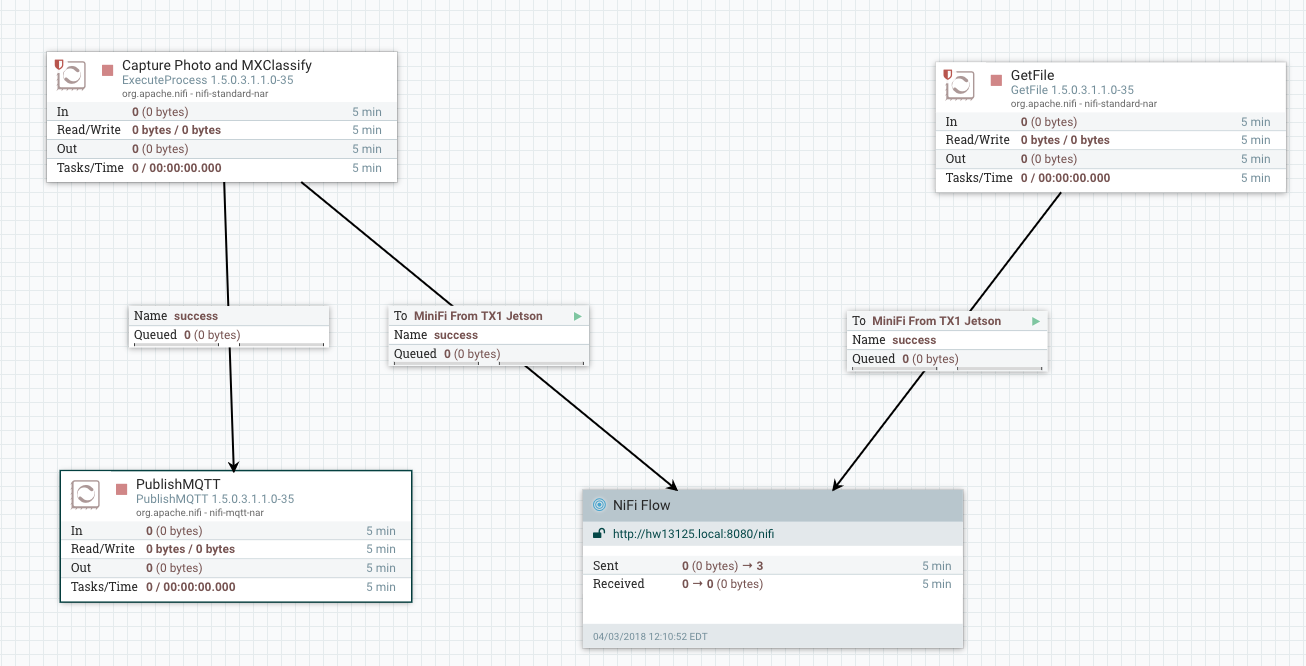 Capture Photo and MXClassify
ExecuteProcess 1.5.0.3.1.1.0-35
org.apache.nifi - nifi-standard-nar
In 0 (0 bytes) 5 min
Read/Write 0 bytes / 0 bytes 5 min
Out 0 (0 bytes) 5 min
Tasks/Time 0 / 00:00:00.000 5 min
GetFile
GetFile 1.5.0.3.1.1.0-35
org.apache.nifi - nifi-standard-nar
In 0 (0 bytes) 5 min
Read/Write 0 bytes / 0 bytes 5 min
Out 0 (0 bytes) 5 min
Tasks/Time 0 / 00:00:00.000 5 min
Name success
Queued 0 (0 bytes)
To MiniFi From TX1 Jetson
Name success
Queued 0 (0 bytes)
To MiniFi From TX1 Jetson
Name success
Queued 0 (0 bytes)
PublishMQTT
PublishMQTT 1.5.0.3.1.1.0-35
org.apache.nifi - nifi-mqtt-nar
In 0 (0 bytes) 5 min
Read/Write 0 bytes / 0 bytes 5 min
Out 0 (0 bytes) 5 min
Tasks/Time 0 / 00:00:00.000 5 min
NiFi Flow
http://hw13125.local:8080/nifi
Sent 0 (0 bytes) → 3 5 min
Received 0 → 0 (0 bytes) 5 min
04/03/2018 12:10:52 EDT